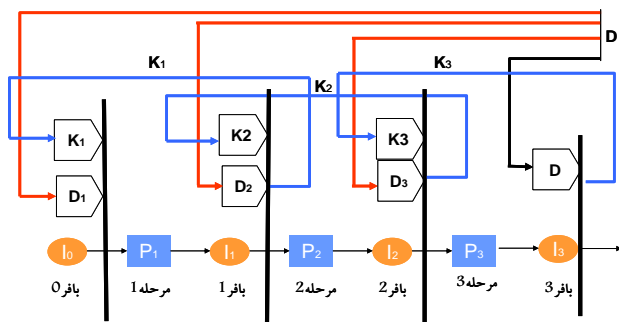 D
K₁
K₂
K₃
K₁
K2
K3
D₁
D₂
D₃
D
I₀
P₁
I₁
P₂
I₂
P₃
I₃
بافر0
مرحله1
بافر1
مرحله2
بافر2
مرحله3
بافر3